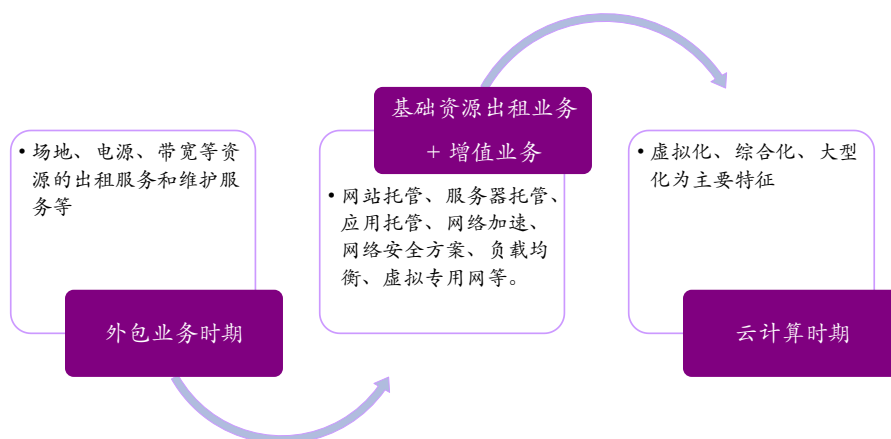 • 场地、电源、带宽等资
源的出租服务和维护服
务等
外包业务时期
基础资源出租业务
+ 增值业务
• 网站托管、服务器托管、
应用托管、网络加速、
网络安全方案、负载均
衡、虚拟专用网等。
• 虚拟化、综合化、大型
化为主要特征
云计算时期